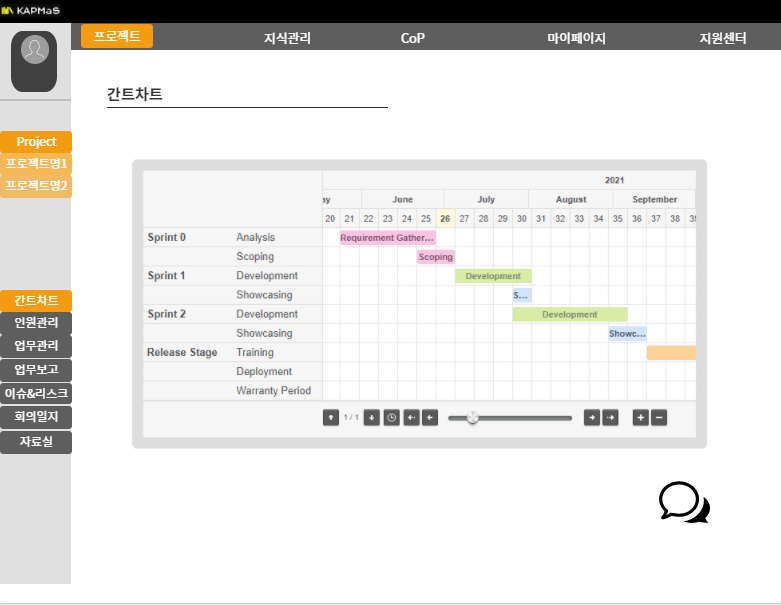 KAPMaS
프로젝트 지식관리 CoP 마이페이지 지원센터
간트차트
Project
프로젝트명1
프로젝트명2
간트차트
인원관리
업무관리
업무보고
이슈&리스크
회의일지
자료실
2021
ay June July August September
20 21 22 23 24 25 26 27 28 29 30 31 32 33 34 35 36 37 38 39
Sprint 0 Analysis Requirement Gather...
Scoping Scoping
Sprint 1 Development Development
Showcasing S...
Sprint 2 Development Development
Showcasing Showc...
Release Stage Training
Deployment
Warranty Period
1 / 1